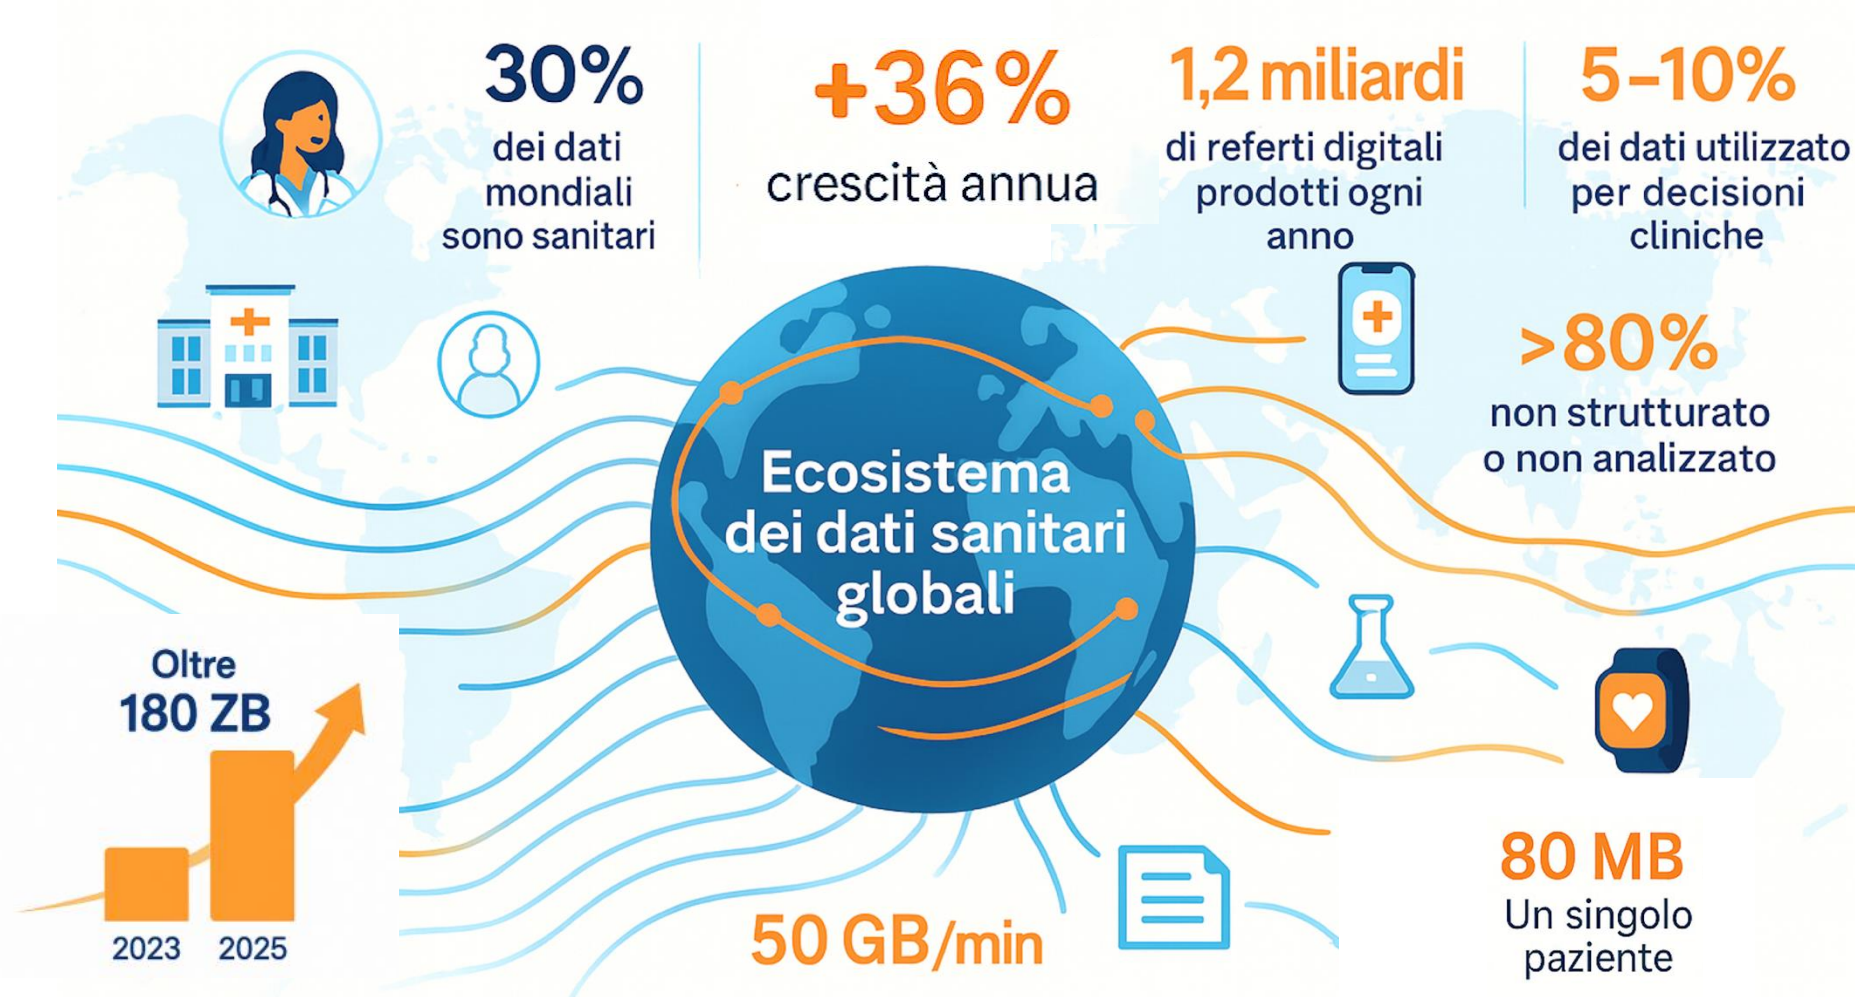 30%
dei dati
mondiali
sono sanitari
+36%
crescità annua
1,2 miliardi
di referti digitali
prodotti ogni
anno
5–10%
dei dati utilizzato
per decisioni
cliniche
>80%
non strutturato
o non analizzato
Ecosistema
dei dati sanitari
globali
Oltre
180 ZB
2023 2025
50 GB/min
80 MB
Un singolo
paziente